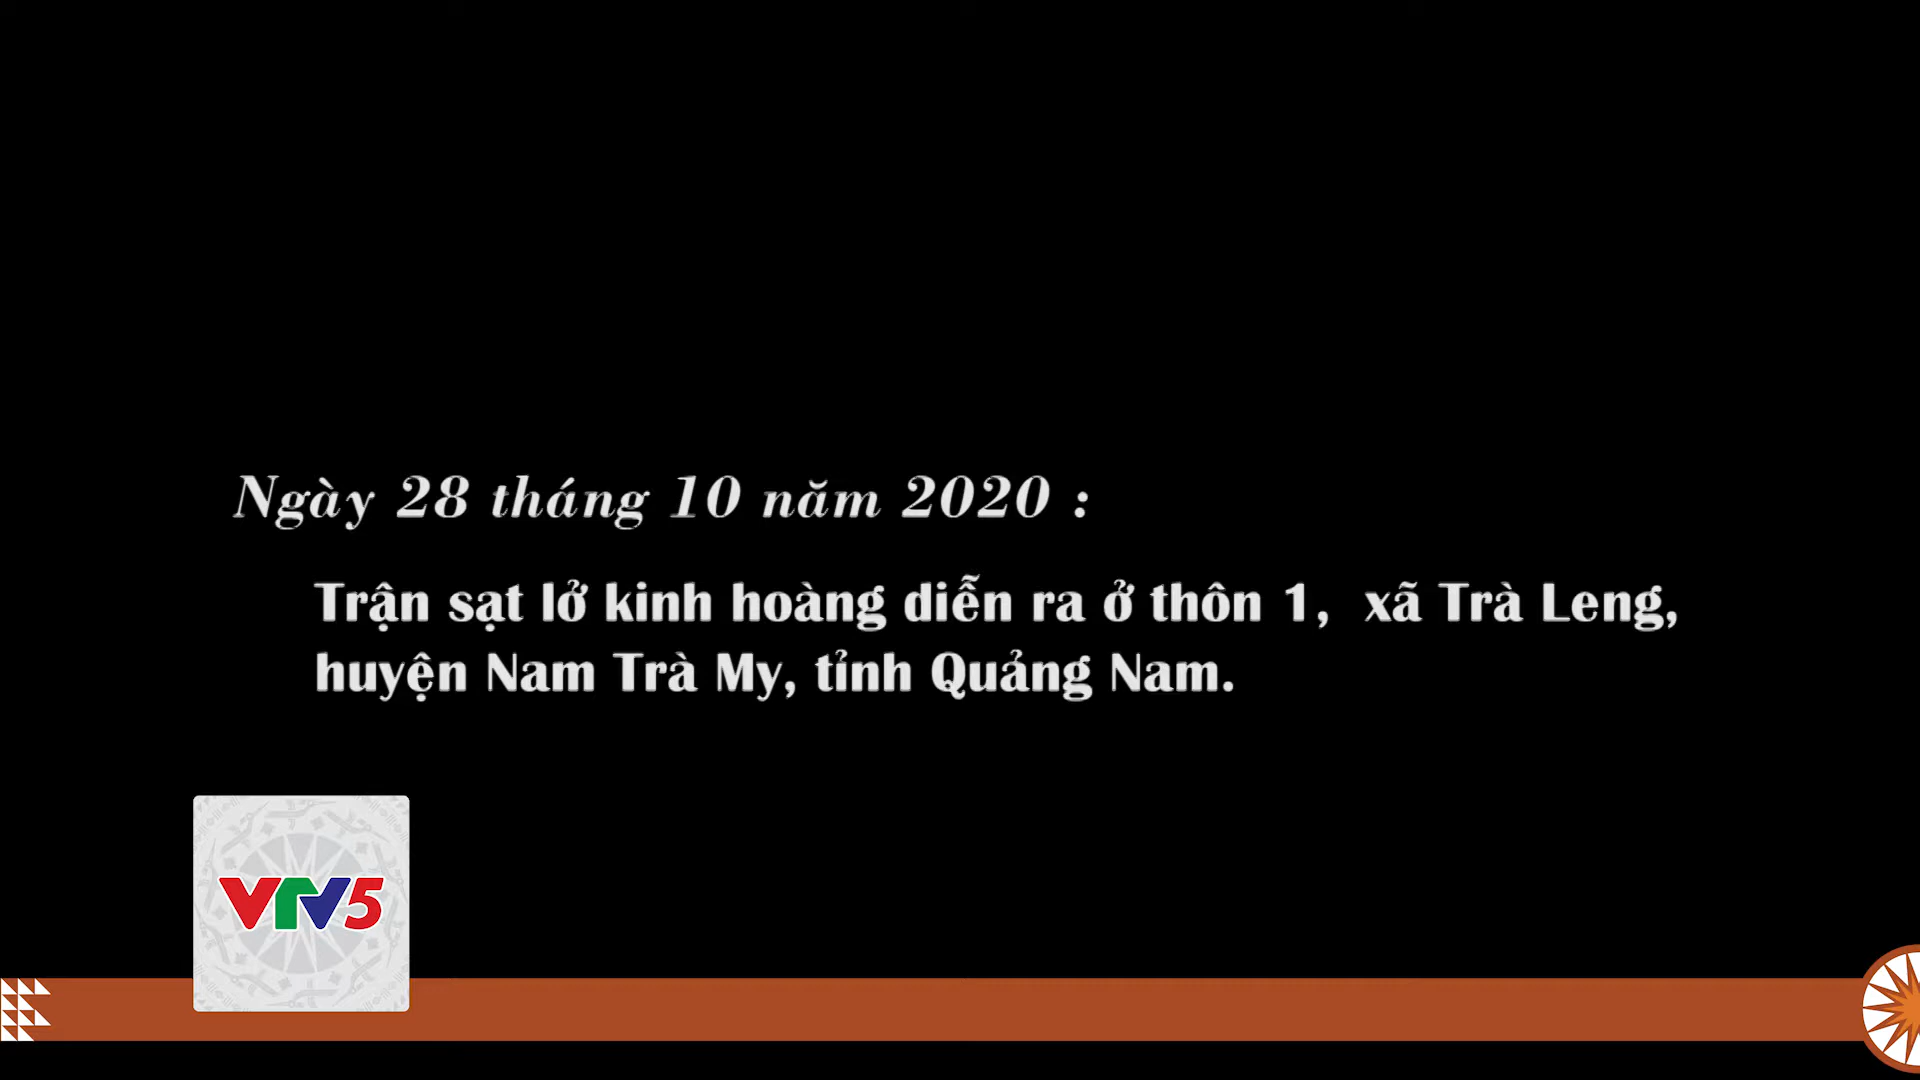 Ngày 28 tháng 10 năm 2020 :
Trận sạt lở kinh hoàng diễn ra ở thôn 1, xã Trà Leng,
huyện Nam Trà My, tỉnh Quảng Nam.
VTV5